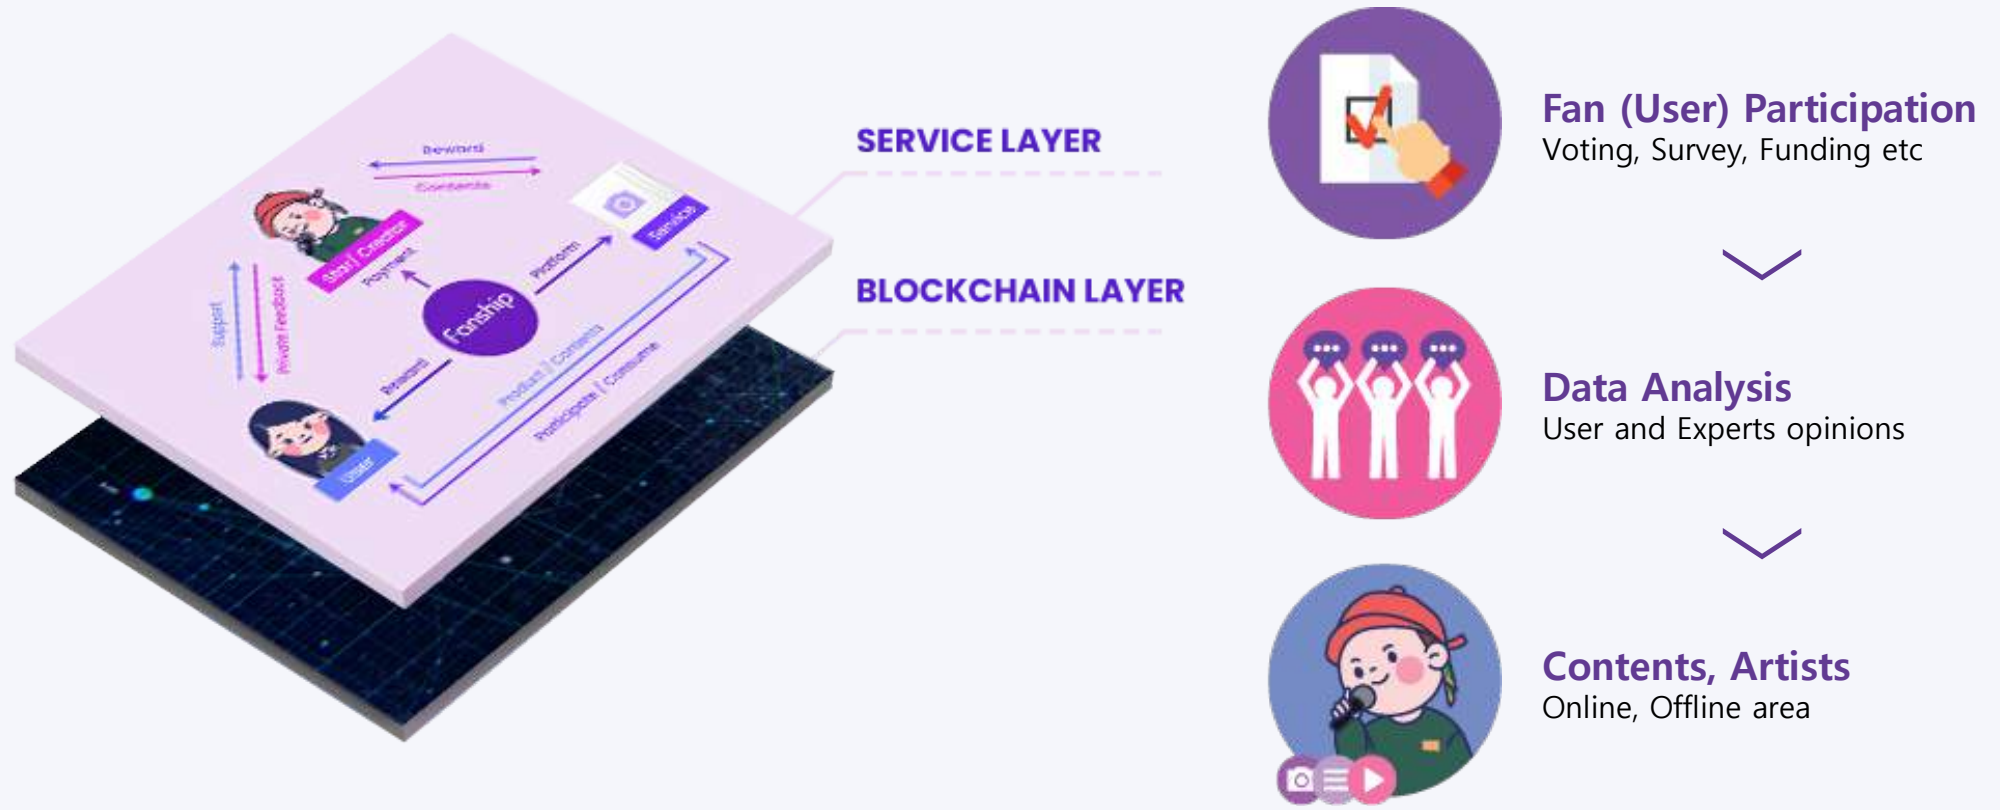 Reward
Contents
Star / Creator
Payment
Service
Platform
Fanship
Support
Private Feedback
Reward
Product / Contents
Participate / Consume
User
SERVICE LAYER
BLOCKCHAIN LAYER
Fan (User) Participation
Voting, Survey, Funding etc
Data Analysis
User and Experts opinions
Contents, Artists
Online, Offline area